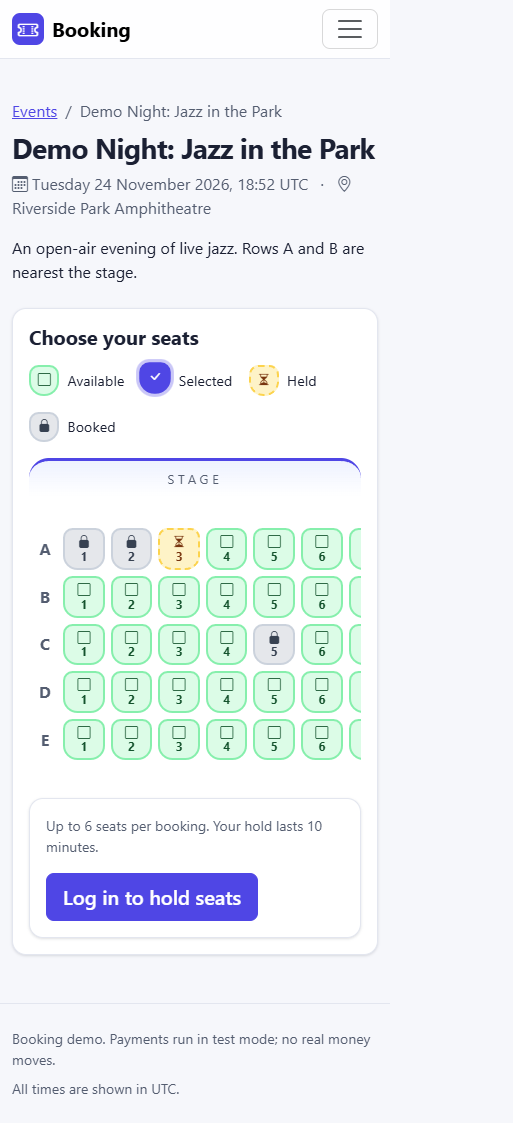 Booking
Events / Demo Night: Jazz in the Park
Demo Night: Jazz in the Park
Tuesday 24 November 2026, 18:52 UTC ·
Riverside Park Amphitheatre
An open-air evening of live jazz. Rows A and B are
nearest the stage.
Choose your seats
Available Selected Held
Booked
STAGE
A 1 2 3 4 5 6
B 1 2 3 4 5 6
C 1 2 3 4 5 6
D 1 2 3 4 5 6
E 1 2 3 4 5 6
Up to 6 seats per booking. Your hold lasts 10
minutes.
Log in to hold seats
Booking demo. Payments run in test mode; no real money
moves.
All times are shown in UTC.